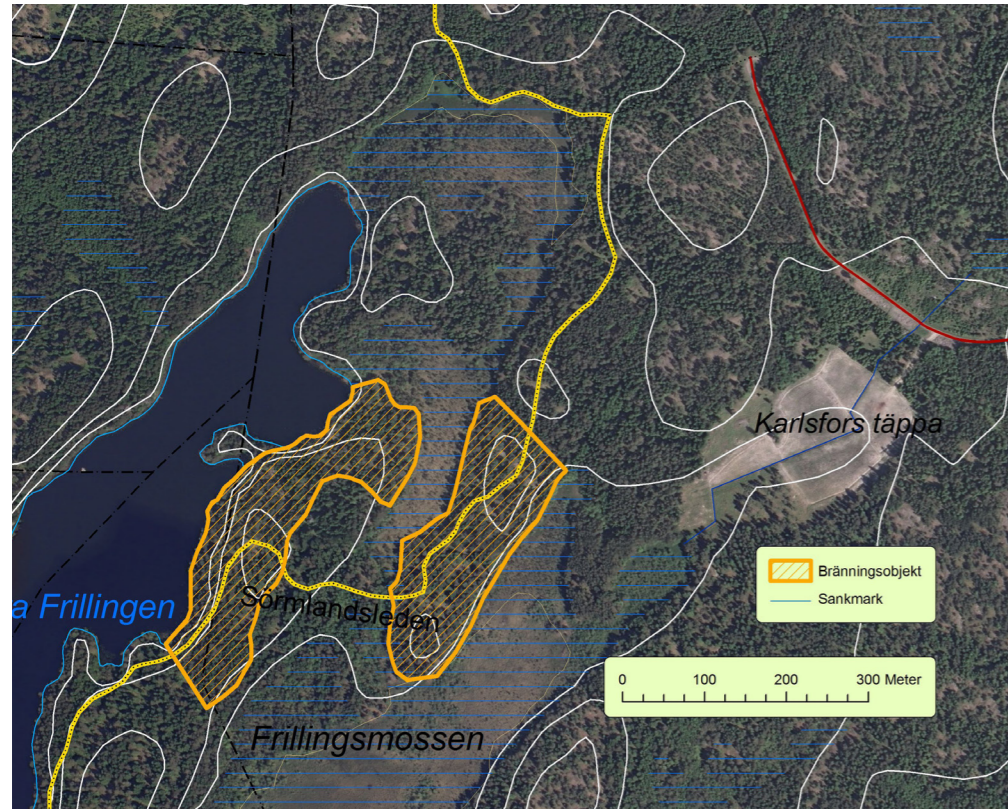 Karlsfors täppa
Bränningsobjekt
Sankmark
a Frillingen
Sörmlandsleden
0 100 200 300 Meter
Frillingsmossen